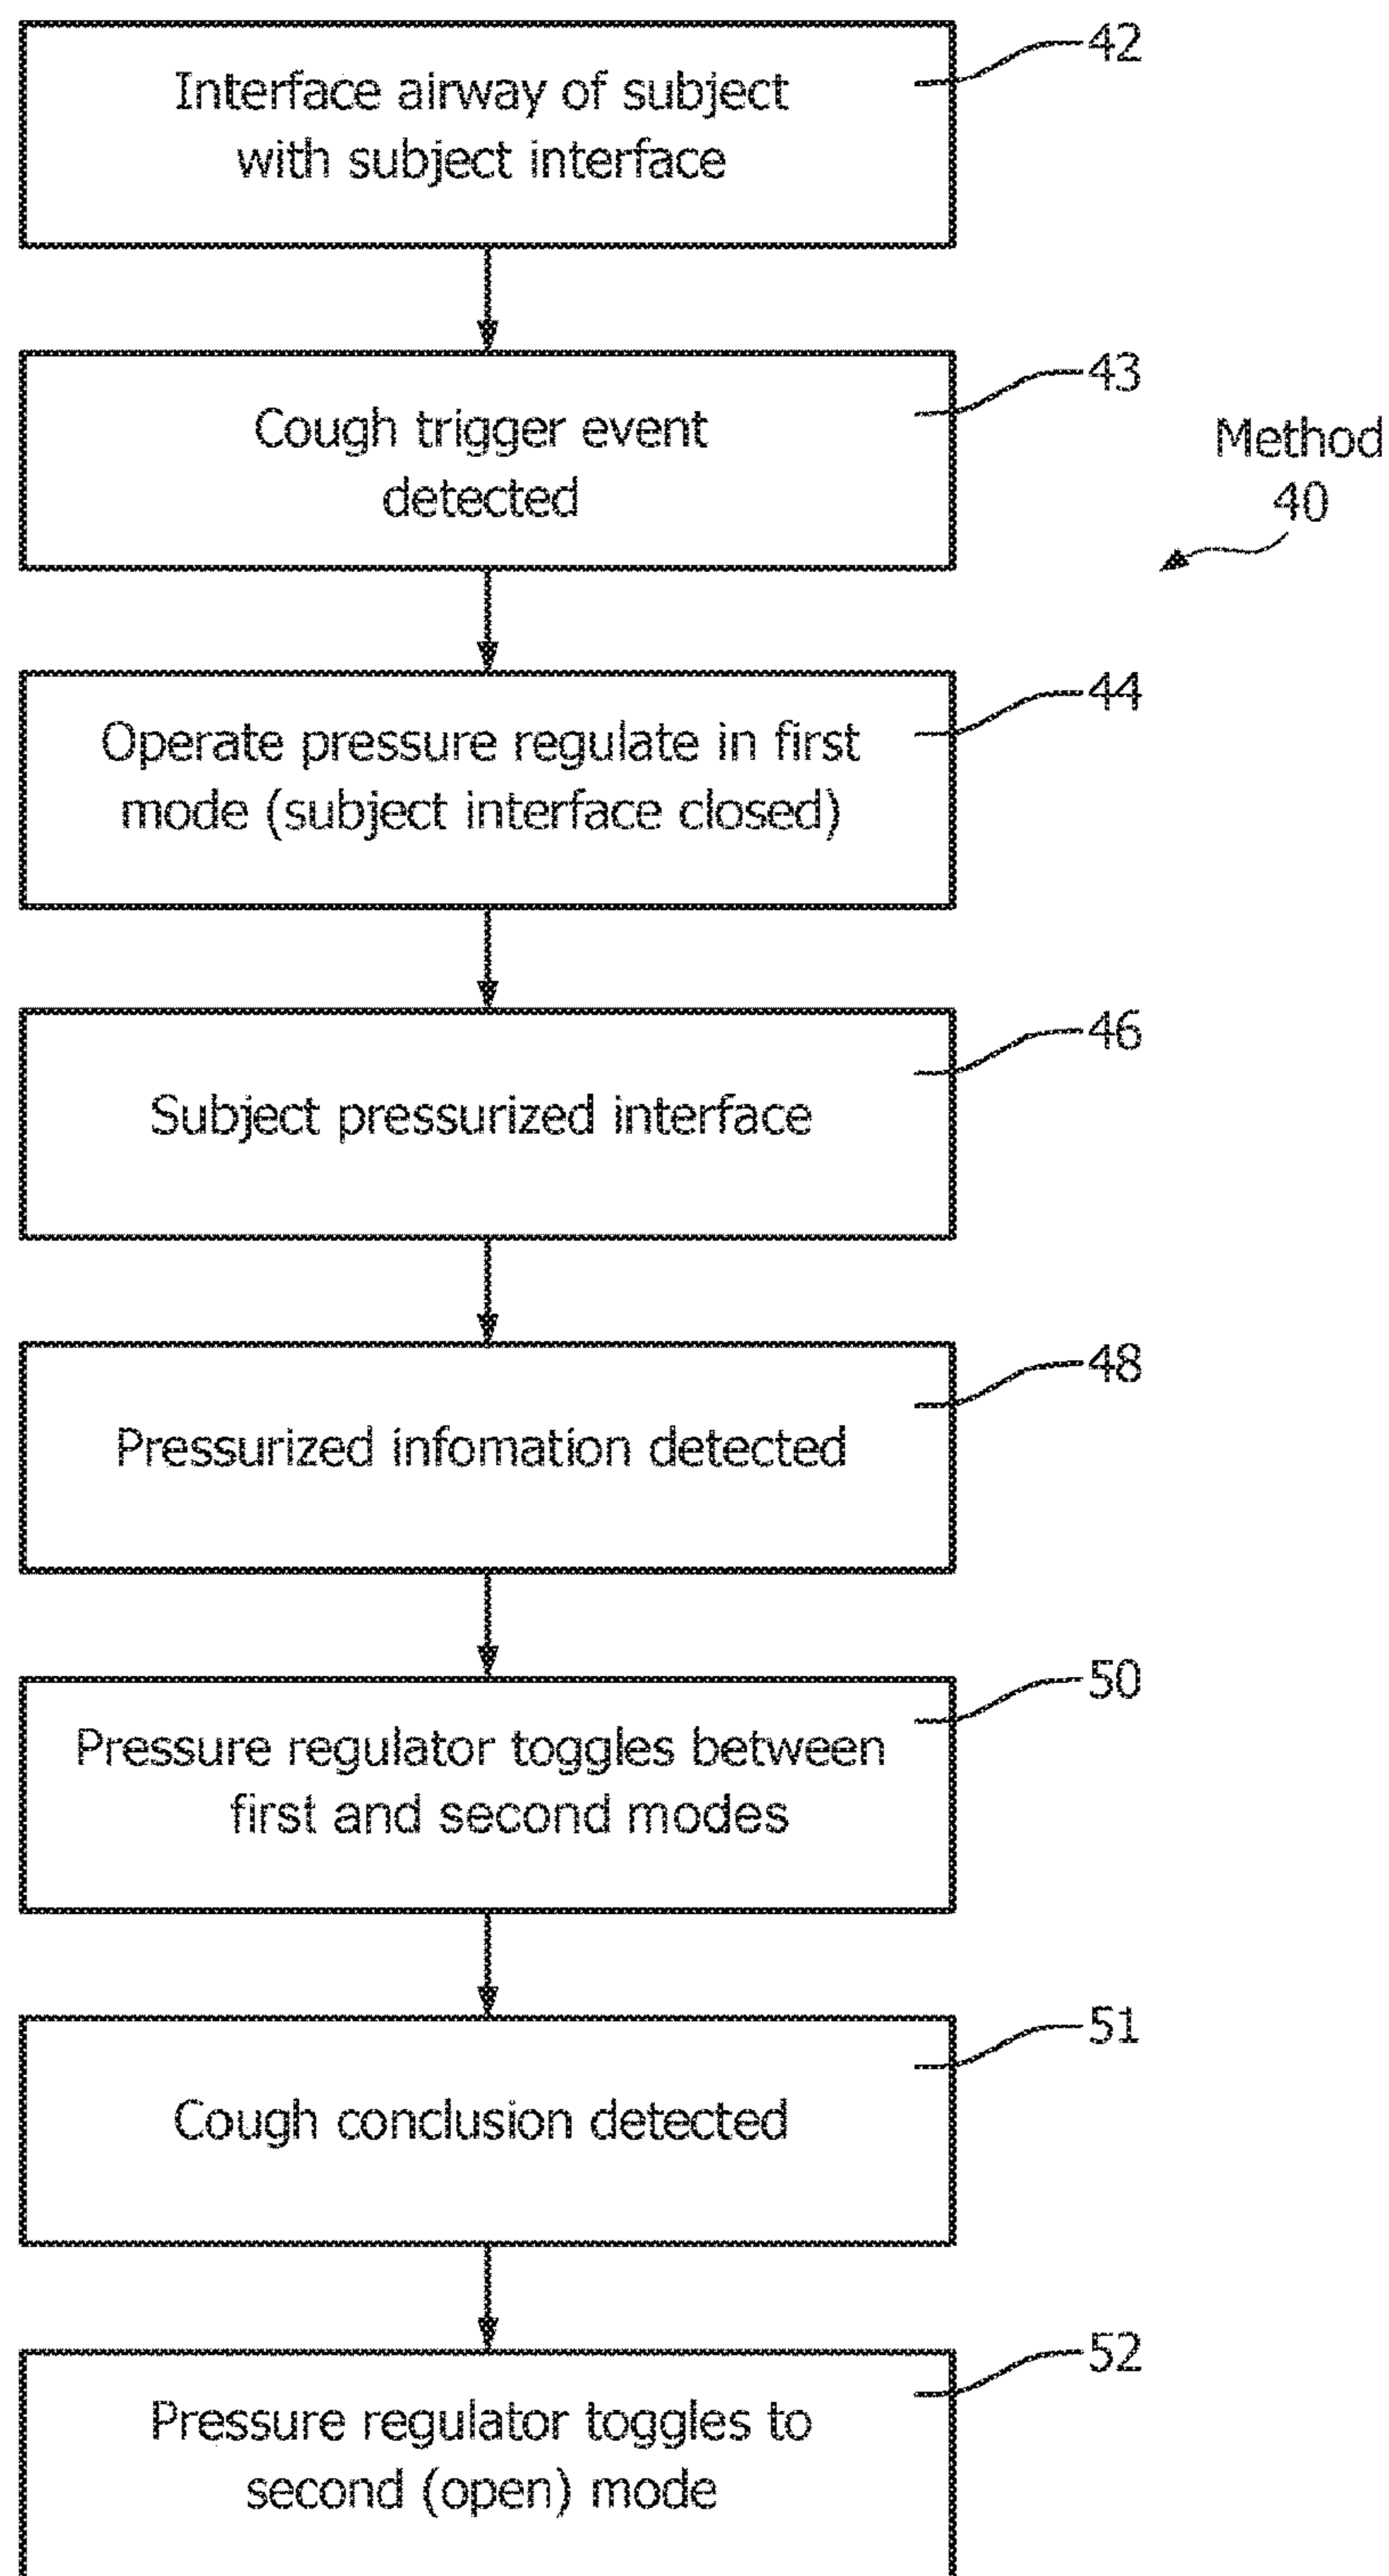 Interface airway of subject
with subject interface
42
Cough trigger event
detected
43
Method
40
Operate pressure regulate in first
mode (subject interface closed)
44
Subject pressurized interface
46
Pressurized infomation detected
48
Pressure regulator toggles between
first and second modes
50
Cough conclusion detected
51
Pressure regulator toggles to
second (open) mode
52